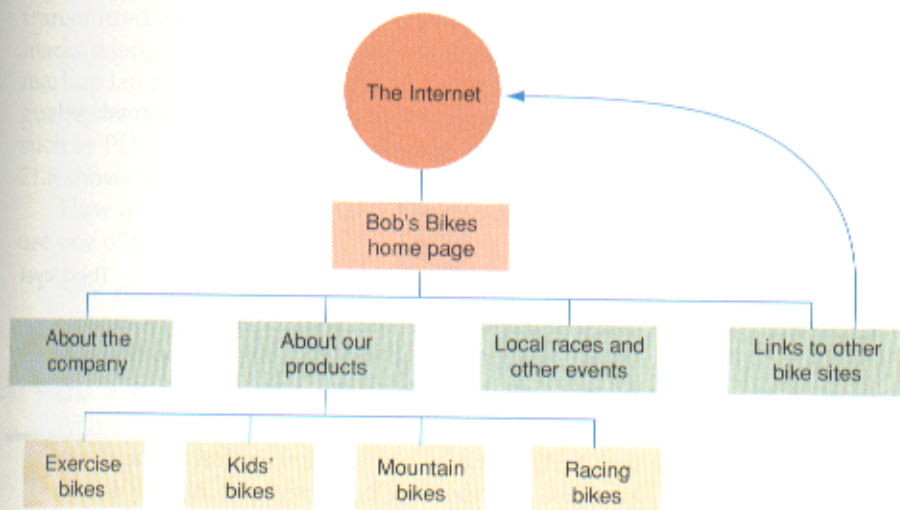 The Internet
Bob's Bikes
home page
About the
company
About our
products
Local races and
other events
Links to other
bike sites
Exercise
bikes
Kids'
bikes
Mountain
bikes
Racing
bikes